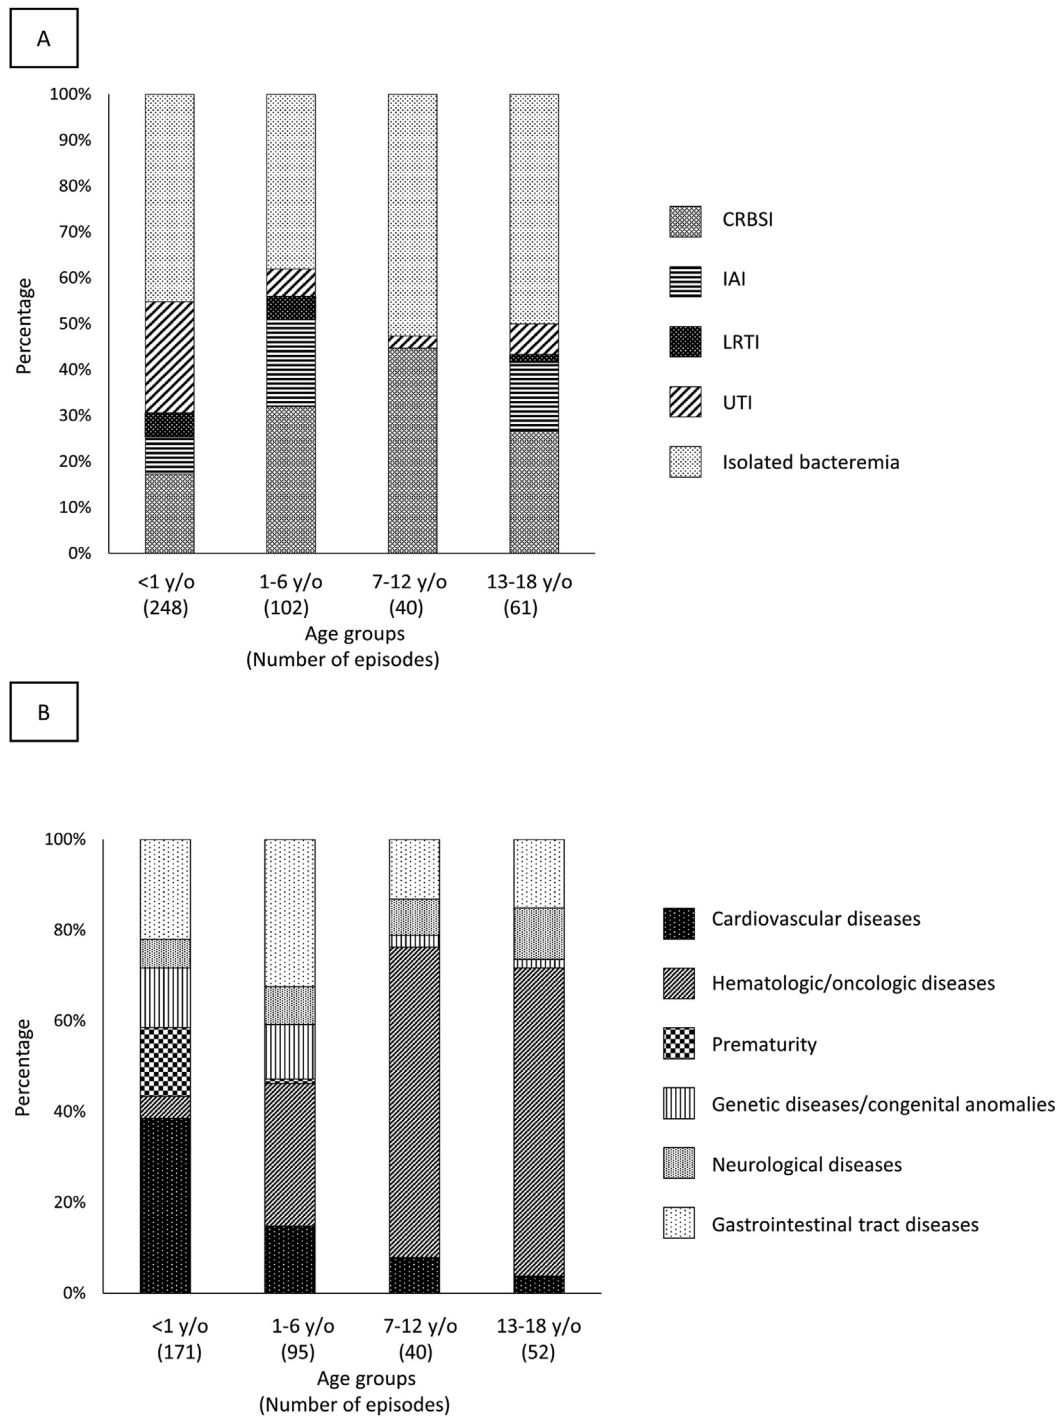 A
100%
90%
80%
70%
60%
50%
40%
30%
20%
10%
0%
Percentage
<1 y/o 1-6 y/o 7-12 y/o 13-18 y/o
(248) (102) (40) (61)
Age groups
(Number of episodes)
CRBSI
IAI
LRTI
UTI
Isolated bacteremia
B
100%
80%
60%
40%
20%
0%
Percentage
<1 y/o 1-6 y/o 7-12 y/o 13-18 y/o
(171) (95) (40) (52)
Age groups
(Number of episodes)
Cardiovascular diseases
Hematologic/oncologic diseases
Prematurity
Genetic diseases/congenital anomalies
Neurological diseases
Gastrointestinal tract diseases